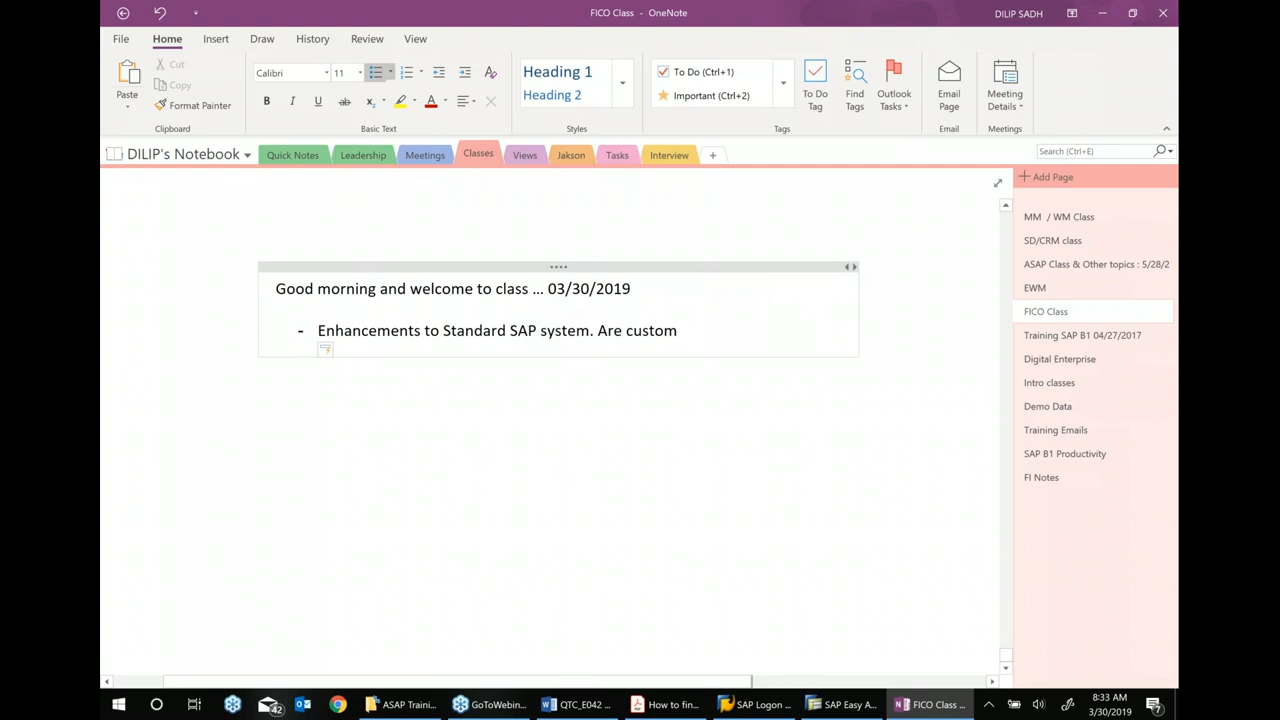 FICO Class - OneNote
DILIP SADH
File Home Insert Draw History Review View
Paste
Cut
Copy
Format Painter
Clipboard
Calibri 11
B I U ab x₂ A
Basic Text
Heading 1
Heading 2
Styles
To Do (Ctrl+1)
Important (Ctrl+2)
To Do Tag
Find Tags
Outlook Tasks
Tags
Email Page
Email
Meeting Details
Meetings
DILIP's Notebook
Quick Notes Leadership Meetings Classes Views Jakson Tasks Interview
Search (Ctrl+E)
Add Page
MM / WM Class
SD/CRM class
ASAP Class & Other topics : 5/28/2
EWM
FICO Class
Training SAP B1 04/27/2017
Digital Enterprise
Intro classes
Demo Data
Training Emails
SAP B1 Productivity
FI Notes
Good morning and welcome to class ... 03/30/2019
- Enhancements to Standard SAP system. Are custom
42
ASAP Traini...
GoToWebin...
QTC_E042 ...
How to fin...
SAP Logon ...
SAP Easy A...
FICO Class ...
8:33 AM
3/30/2019
7